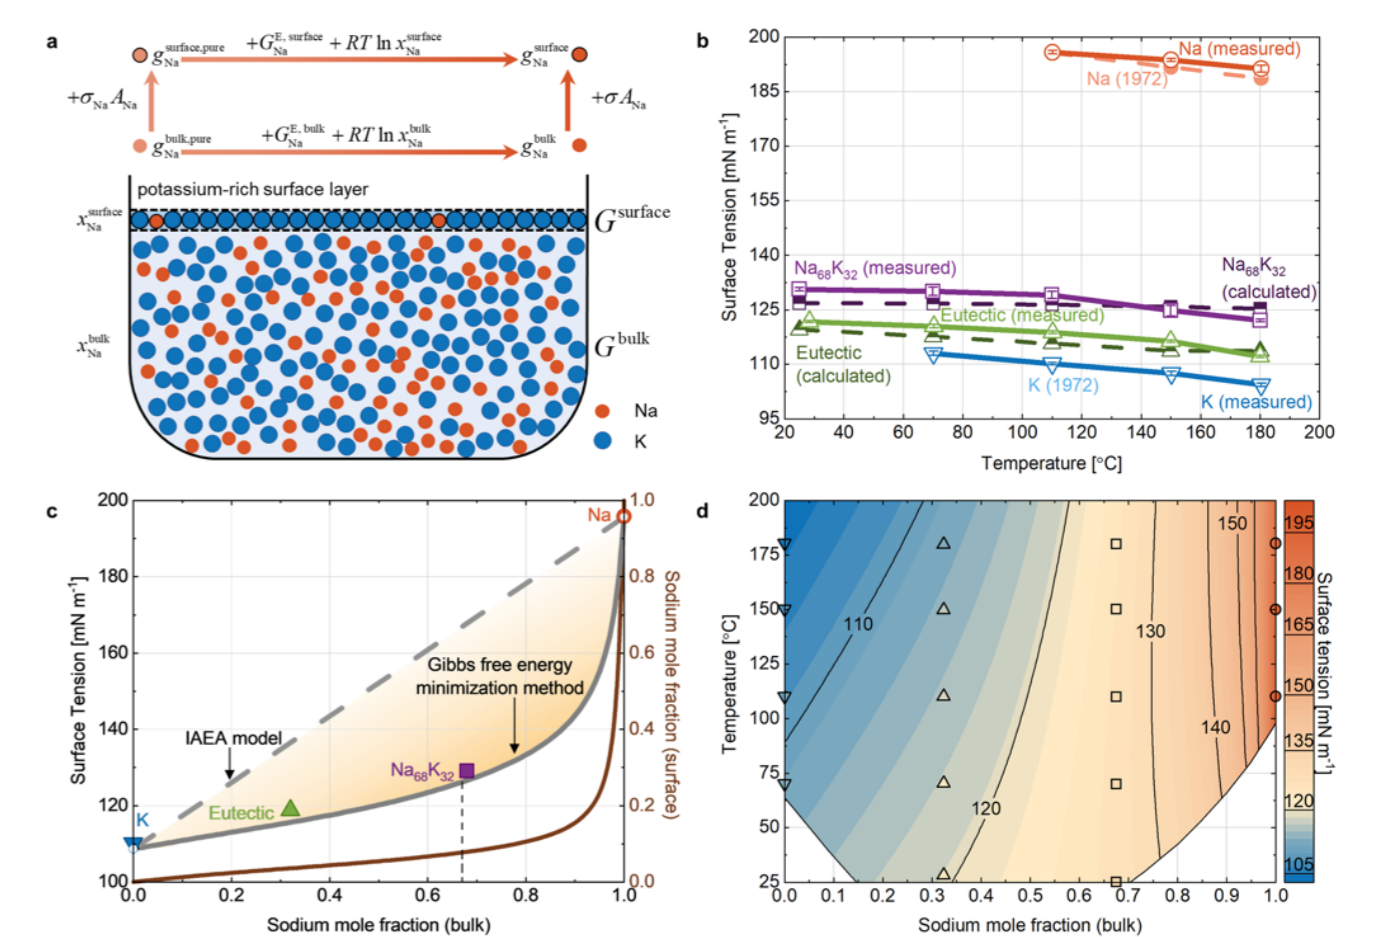 a
g_Na^surface,pure
+G_Na^E, surface + RT ln x_Na^surface
g_Na^surface
+σ_Na A_Na
+σA_Na
g_Na^bulk,pure
+G_Na^E, bulk + RT ln x_Na^bulk
g_Na^bulk
potassium-rich surface layer
x_Na^surface
G^surface
x_Na^bulk
G^bulk
Na
K
b
Surface Tension [mN m⁻¹]
200
185
170
155
140
125
110
95
20 40 60 80 100 120 140 160 180 200
Temperature [°C]
Na (measured)
Na (1972)
Na₆₈K₃₂ (measured)
Na₆₈K₃₂
(calculated)
Eutectic (measured)
Eutectic
(calculated)
K (1972)
K (measured)
c
Surface Tension [mN m⁻¹]
200
180
160
140
120
100
0.0 0.2 0.4 0.6 0.8 1.0
Sodium mole fraction (bulk)
1.0
0.8
0.6
0.4
0.2
0.0
Sodium mole fraction (surface)
Na
Gibbs free energy
minimization method
IAEA model
Na₆₈K₃₂
Eutectic
K
d
Temperature [°C]
200
175
150
125
100
75
50
25
0.0 0.1 0.2 0.3 0.4 0.5 0.6 0.7 0.8 0.9 1.0
Sodium mole fraction (bulk)
110
120
130
140
150
195
180
165
150
135
120
105
Surface tension [mN m⁻¹]